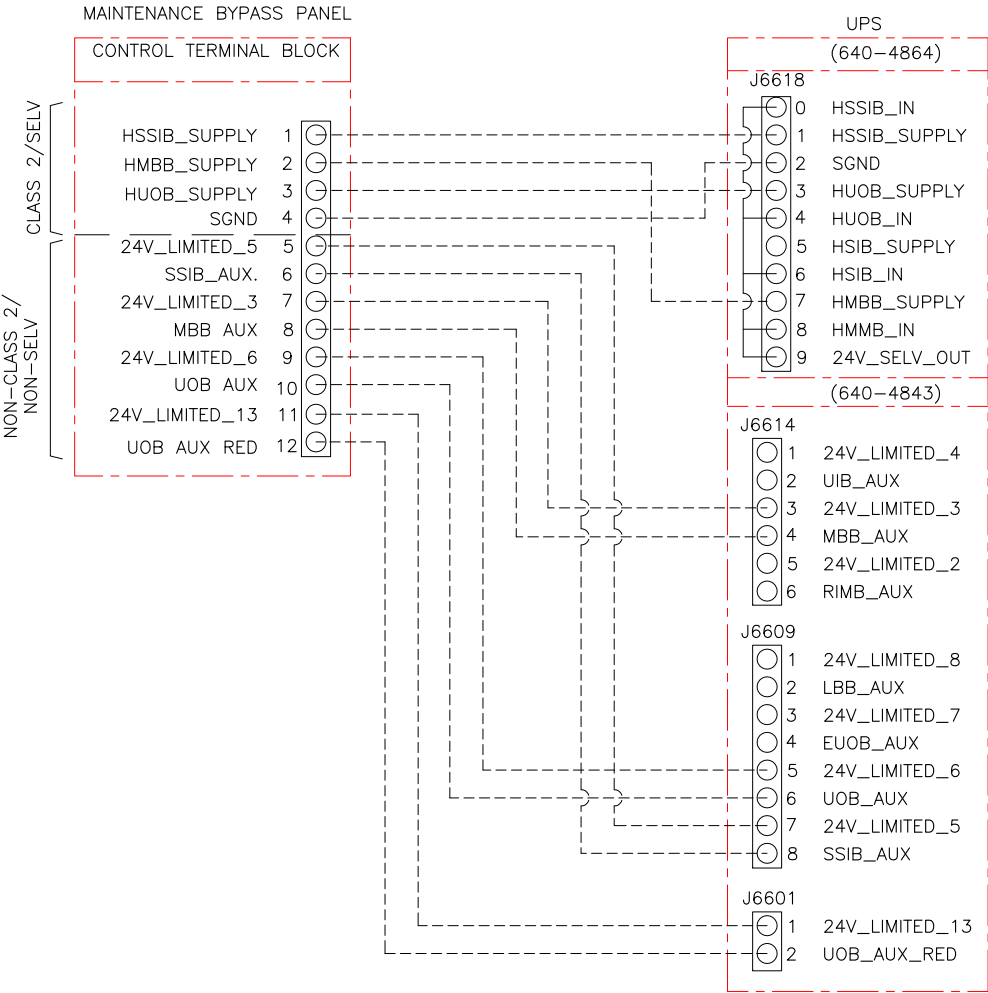 MAINTENANCE BYPASS PANEL
CONTROL TERMINAL BLOCK
CLASS 2/SELV
HSSIB_SUPPLY 1
HMBB_SUPPLY 2
HUOB_SUPPLY 3
SGND 4
NON-CLASS 2/
NON-SELV
24V_LIMITED_5 5
SSIB_AUX. 6
24V_LIMITED_3 7
MBB AUX 8
24V_LIMITED_6 9
UOB AUX 10
24V_LIMITED_13 11
UOB AUX RED 12
UPS
(640-4864)
J6618
0 HSSIB_IN
1 HSSIB_SUPPLY
2 SGND
3 HUOB_SUPPLY
4 HUOB_IN
5 HSIB_SUPPLY
6 HSIB_IN
7 HMBB_SUPPLY
8 HMMB_IN
9 24V_SELV_OUT
(640-4843)
J6614
1 24V_LIMITED_4
2 UIB_AUX
3 24V_LIMITED_3
4 MBB_AUX
5 24V_LIMITED_2
6 RIMB_AUX
J6609
1 24V_LIMITED_8
2 LBB_AUX
3 24V_LIMITED_7
4 EUOB_AUX
5 24V_LIMITED_6
6 UOB_AUX
7 24V_LIMITED_5
8 SSIB_AUX
J6601
1 24V_LIMITED_13
2 UOB_AUX_RED